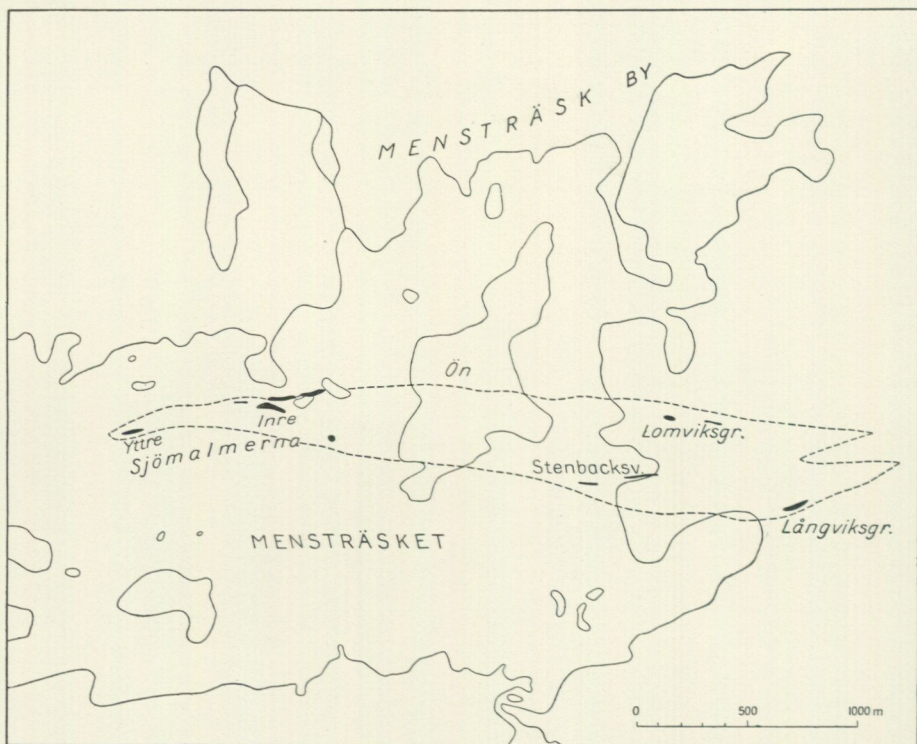 MENSTRÄSK BY
Ön
Inre
Yttre
Sjömalmerna
Lomviksgr.
Stenbacksv.
Långviksgr.
MENSTRÄSKET
0 500 1000 m